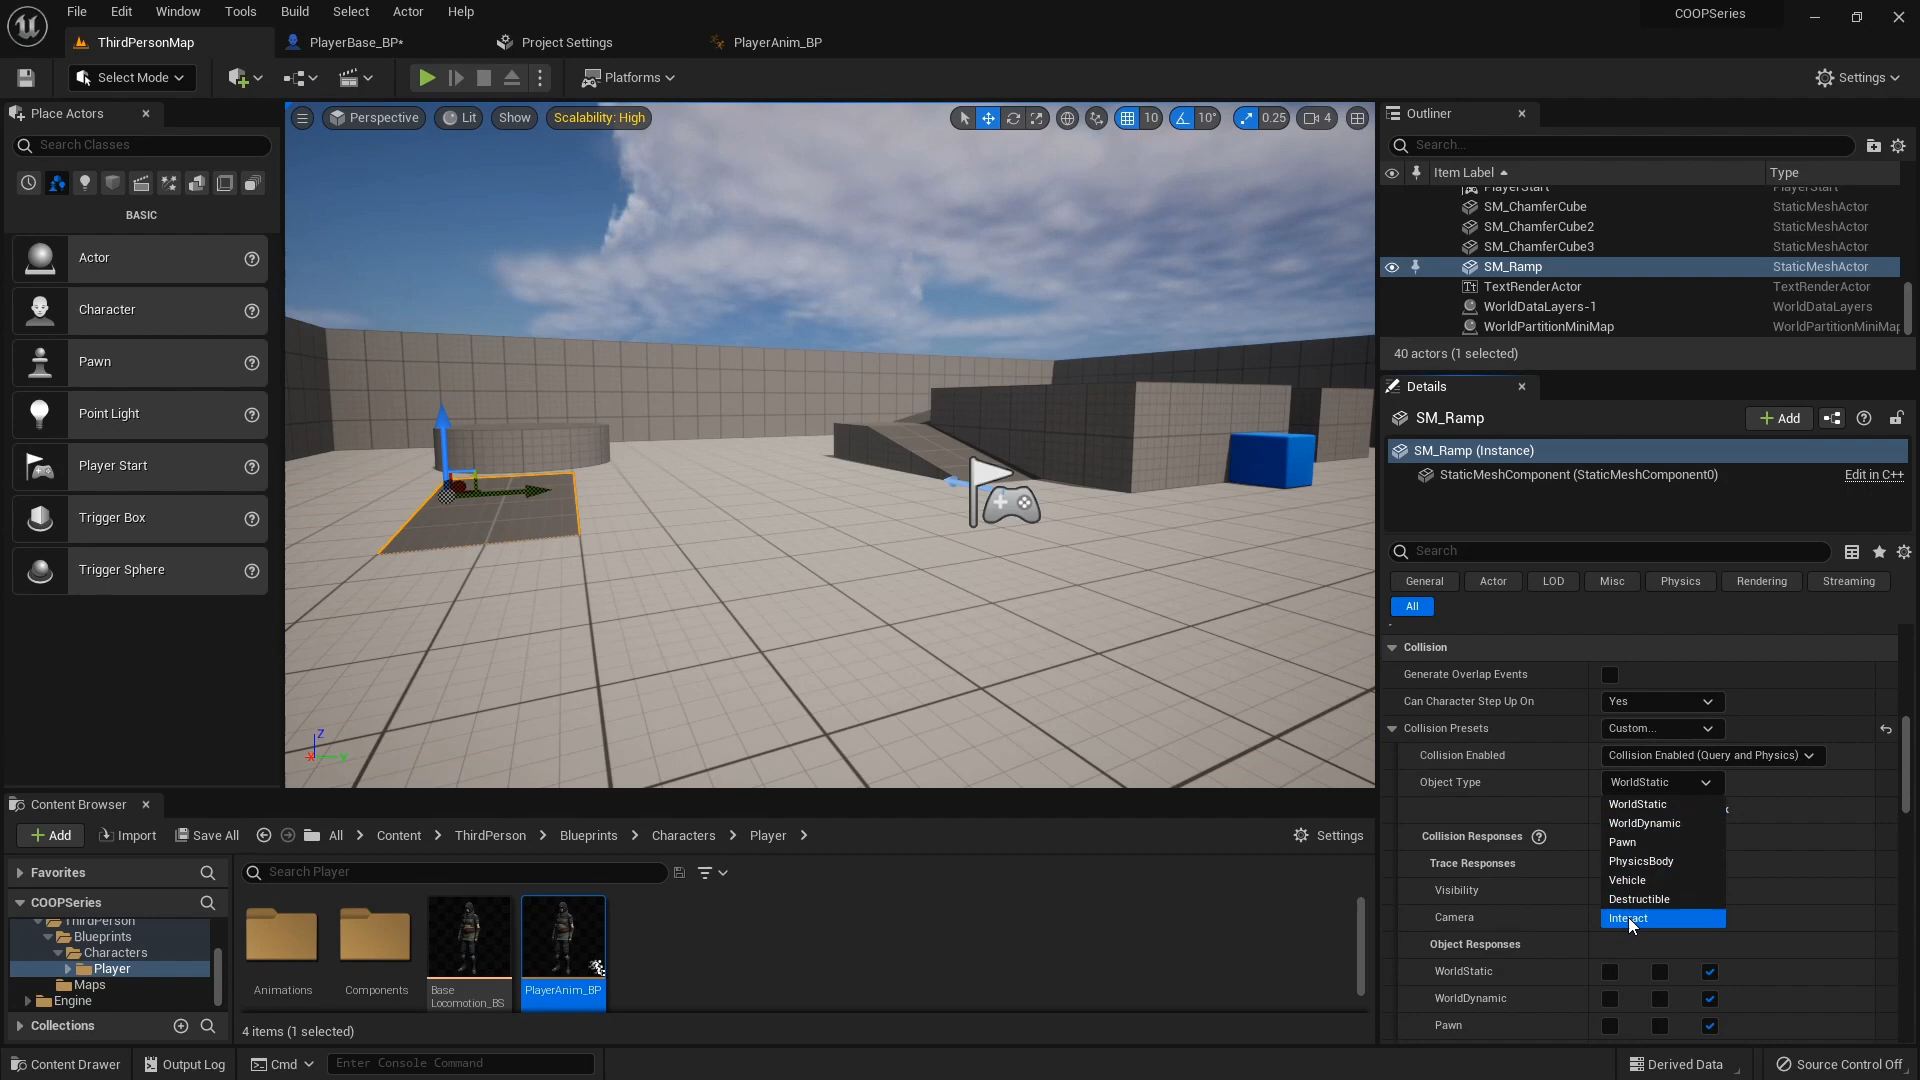 File Edit Window Tools Build Select Actor Help
COOPSeries
ThirdPersonMap
PlayerBase_BP*
Project Settings
PlayerAnim_BP
Select Mode
Platforms
Settings
Place Actors
Search Classes
BASIC
Actor
Character
Pawn
Point Light
Player Start
Trigger Box
Trigger Sphere
Perspective
Lit
Show
Scalability: High
10
10°
0.25
4
Z
X
Y
Outliner
Search...
Item Label
Type
PlayerStart PlayerStart
SM_ChamferCube StaticMeshActor
SM_ChamferCube2 StaticMeshActor
SM_ChamferCube3 StaticMeshActor
SM_Ramp StaticMeshActor
TextRenderActor TextRenderActor
WorldDataLayers-1 WorldDataLayers
WorldPartitionMiniMap WorldPartitionMiniMap
40 actors (1 selected)
Details
SM_Ramp
Add
SM_Ramp (Instance)
StaticMeshComponent (StaticMeshComponent0) Edit in C++
Search
General Actor LOD Misc Physics Rendering Streaming
All
Collision
Generate Overlap Events
Can Character Step Up On Yes
Collision Presets Custom...
Collision Enabled Collision Enabled (Query and Physics)
Object Type WorldStatic
WorldStatic
WorldDynamic
Pawn
PhysicsBody
Vehicle
Destructible
Interact
Collision Responses
Trace Responses
Visibility
Camera
Object Responses
WorldStatic
WorldDynamic
Pawn
Content Browser
Add Import Save All All Content ThirdPerson Blueprints Characters Player Settings
Favorites
COOPSeries
ThirdPerson
Blueprints
Characters
Player
Maps
Engine
Collections
Search Player
Animations
Components
Base
Locomotion_BS
PlayerAnim_BP
4 items (1 selected)
Content Drawer Output Log Cmd Enter Console Command Derived Data Source Control Off